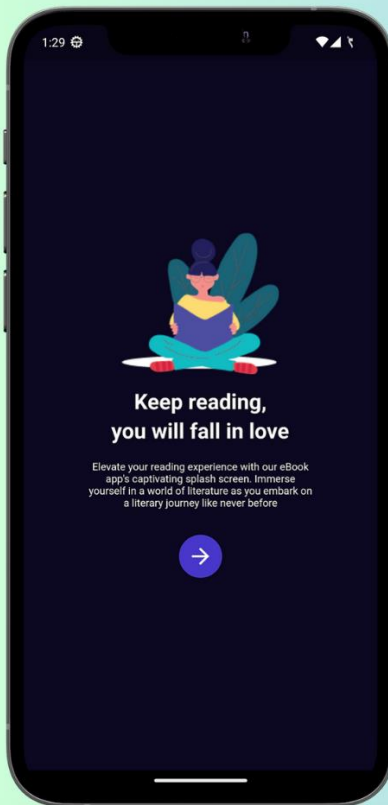 1:29
Keep reading,
you will fall in love
Elevate your reading experience with our eBook
app's captivating splash screen. Immerse
yourself in a world of literature as you embark on
a literary journey like never before